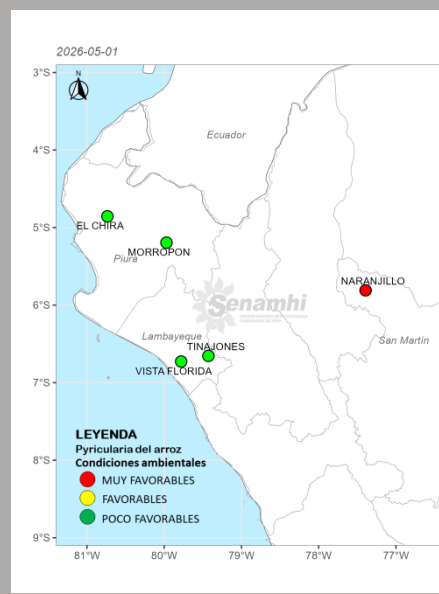 2026-05-01
3°S
N
Ecuador
4°S
5°S
EL CHIRA
MORROPON
Piura
NARANJILLO
6°S
Senamhi
Lambayeque
San Martín
TINAJONES
VISTA FLORIDA
7°S
LEYENDA
Pyricularia del arroz
Condiciones ambientales
MUY FAVORABLES
FAVORABLES
POCO FAVORABLES
8°S
9°S
81°W 80°W 79°W 78°W 77°W